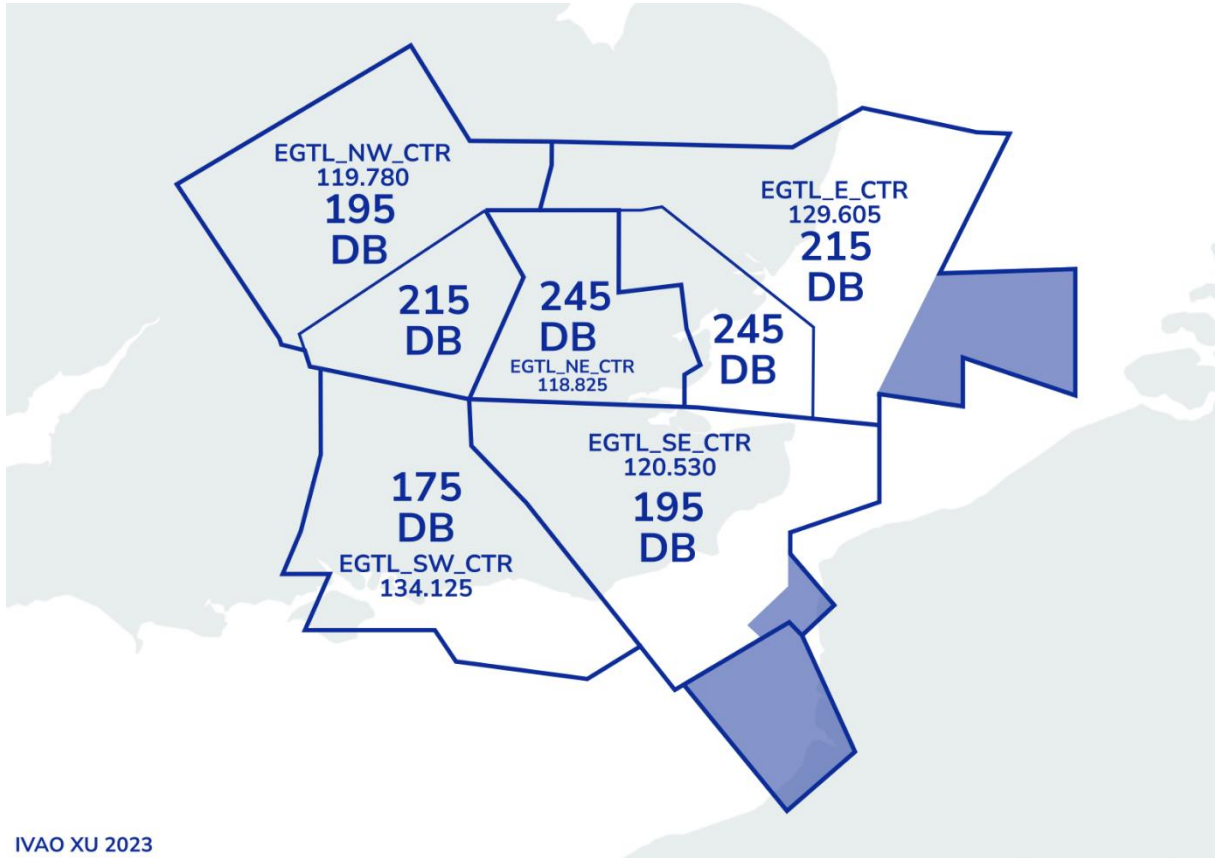 EGTL_NW_CTR
119.780
195
DB
EGTL_E_CTR
129.605
215
DB
215
DB
245
DB
EGTL_NE_CTR
118.825
245
DB
EGTL_SE_CTR
120.530
195
DB
175
DB
EGTL_SW_CTR
134.125
IVAO XU 2023